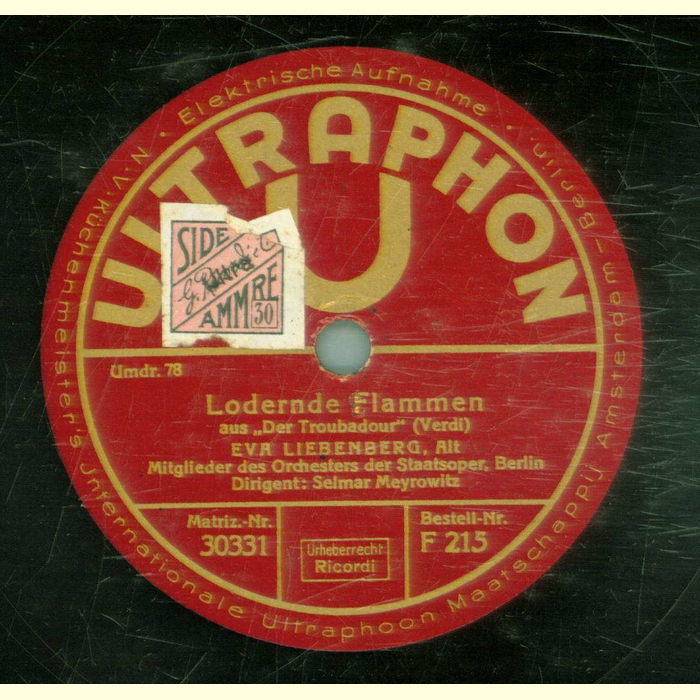 N.V. Küchenmeister's Internationale Ultraphoon Maatschappij Amsterdam – Berlin. • Elektrische Aufnahme •
ULTRAPHON
U
SIDE
AMMRE
30
Umdr. 78
Lodernde Flammen
aus „Der Troubadour" (Verdi)
EVA LIEBENBERG, Alt
Mitglieder des Orchesters der Staatsoper, Berlin
Dirigent: Selmar Meyrowitz
Matriz.-Nr.
30331
Urheberrecht
Ricordi
Bestell-Nr.
F 215